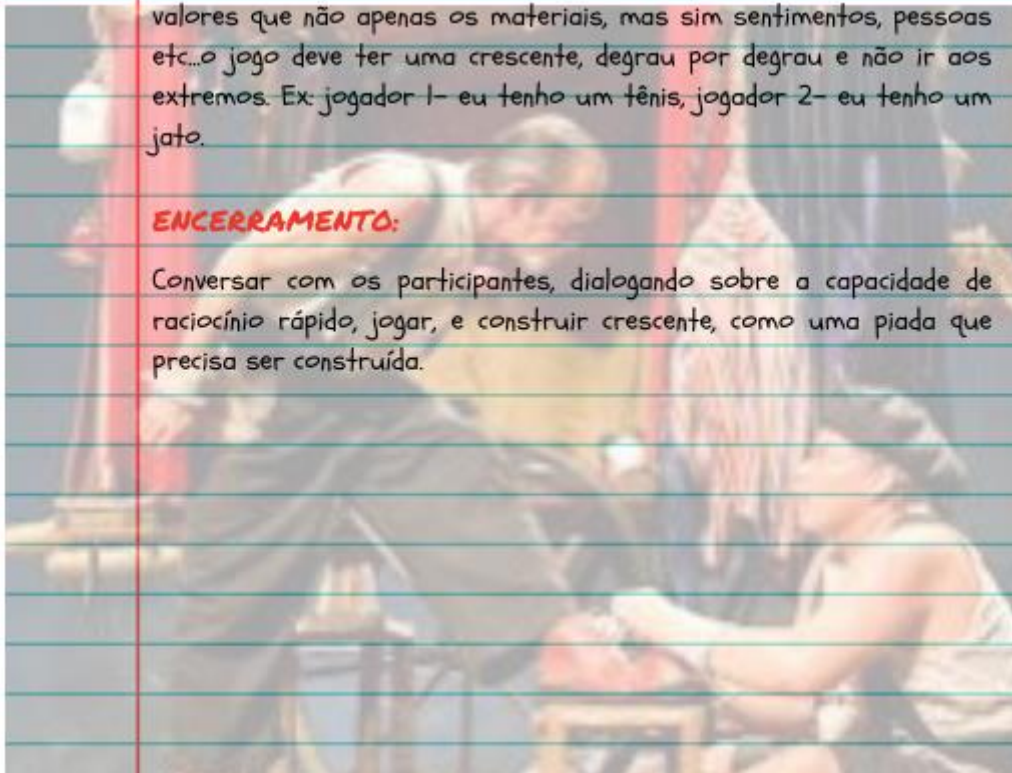 valores que não apenas os materiais, mas sim sentimentos, pessoas
etc...o jogo deve ter uma crescente, degrau por degrau e não ir aos
extremos. Ex: jogador 1- eu tenho um tênis, jogador 2- eu tenho um
jato.
ENCERRAMENTO:
Conversar com os participantes, dialogando sobre a capacidade de
raciocínio rápido, jogar, e construir crescente, como uma piada que
precisa ser construída.